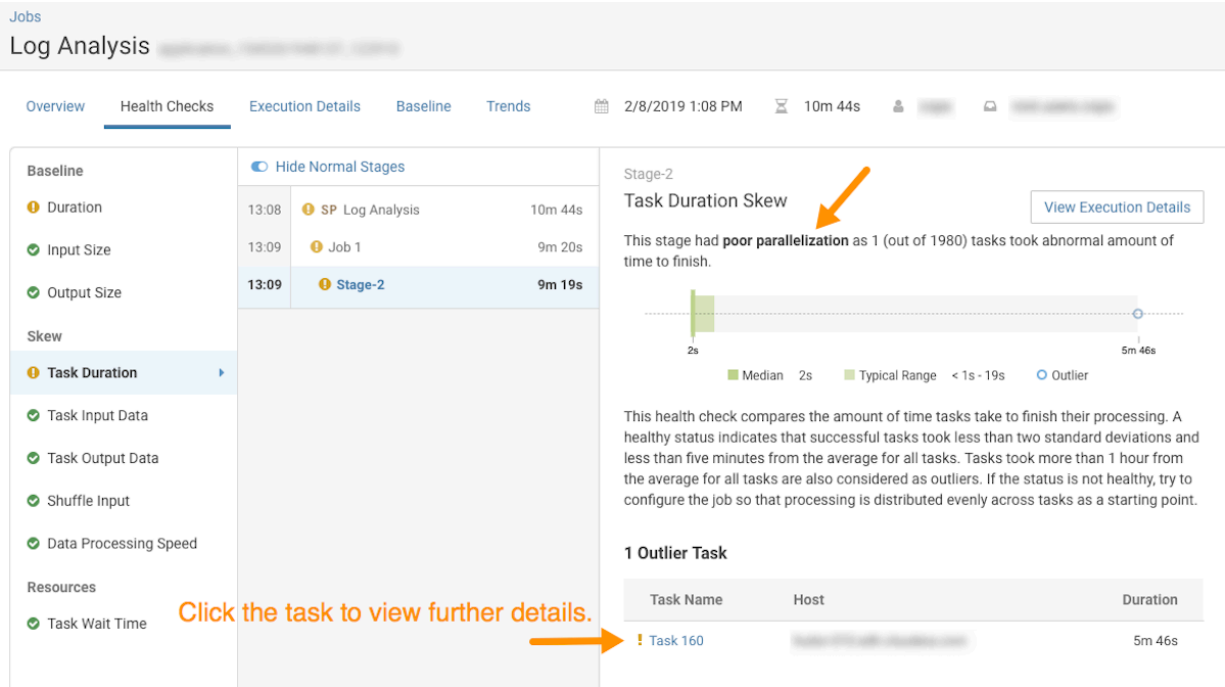 Jobs
Log Analysis
Overview Health Checks Execution Details Baseline Trends 2/8/2019 1:08 PM 10m 44s
Baseline
Duration
Input Size
Output Size
Skew
Task Duration
Task Input Data
Task Output Data
Shuffle Input
Data Processing Speed
Resources
Task Wait Time
Hide Normal Stages
13:08 SP Log Analysis 10m 44s
13:09 Job 1 9m 20s
13:09 Stage-2 9m 19s
Stage-2
Task Duration Skew
View Execution Details
This stage had poor parallelization as 1 (out of 1980) tasks took abnormal amount of
time to finish.
2s 5m 46s
Median 2s Typical Range < 1s - 19s Outlier
This health check compares the amount of time tasks take to finish their processing. A
healthy status indicates that successful tasks took less than two standard deviations and
less than five minutes from the average for all tasks. Tasks took more than 1 hour from
the average for all tasks are also considered as outliers. If the status is not healthy, try to
configure the job so that processing is distributed evenly across tasks as a starting point.
1 Outlier Task
Task Name Host Duration
Task 160 5m 46s
Click the task to view further details.